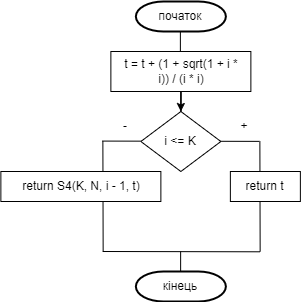 початок
t = t + (1 + sqrt(1 + i *
i)) / (i * i)
-
+
i <= K
return S4(K, N, i - 1, t)
return t
кінець